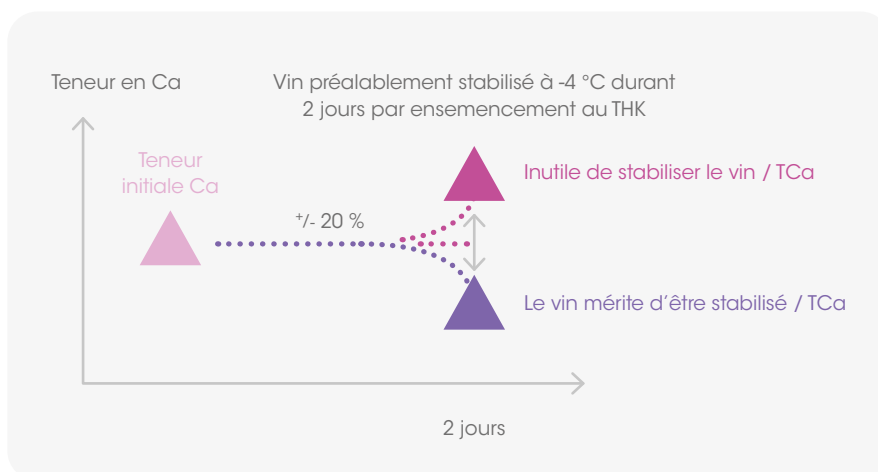 Teneur en Ca
Vin préalablement stabilisé à -4 °C durant
2 jours par ensemencement au THK
Teneur
initiale Ca
+/- 20 %
Inutile de stabiliser le vin / TCa
Le vin mérite d'être stabilisé / TCa
2 jours